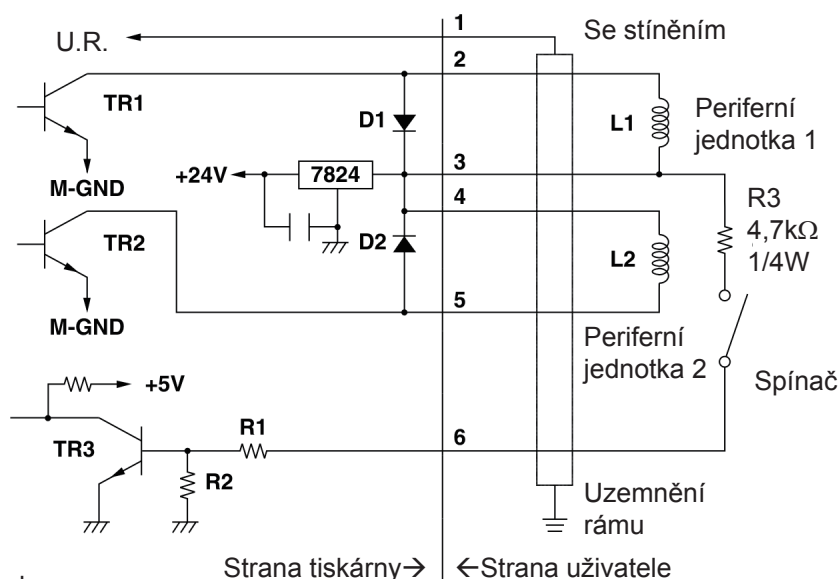 1
Se stíněním
U.R.
2
TR1
D1
L1
Periferní
jednotka 1
M-GND
+24V
7824
3
R3
4,7kΩ
1/4W
4
TR2
D2
L2
M-GND
5
Periferní
jednotka 2
Spínač
+5V
TR3
R1
6
R2
Uzemnění
rámu
Strana tiskárny→
←Strana uživatele